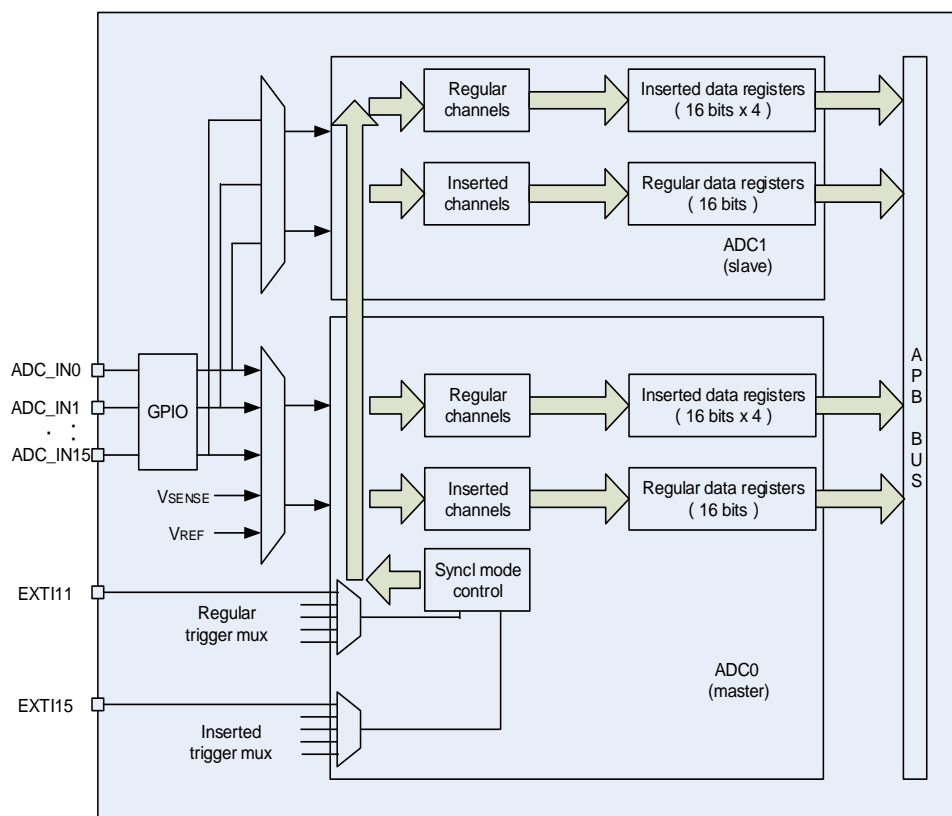 Regular
channels
Inserted data registers
( 16 bits x 4 )
Inserted
channels
Regular data registers
( 16 bits )
ADC1
(slave)
ADC_IN0
ADC_IN1
. .
. .
ADC_IN15
GPIO
VSENSE
VREF
Regular
channels
Inserted data registers
( 16 bits x 4 )
Inserted
channels
Regular data registers
( 16 bits )
APB BUS
EXTI11
Regular
trigger mux
Syncl mode
control
ADC0
(master)
EXTI15
Inserted
trigger mux